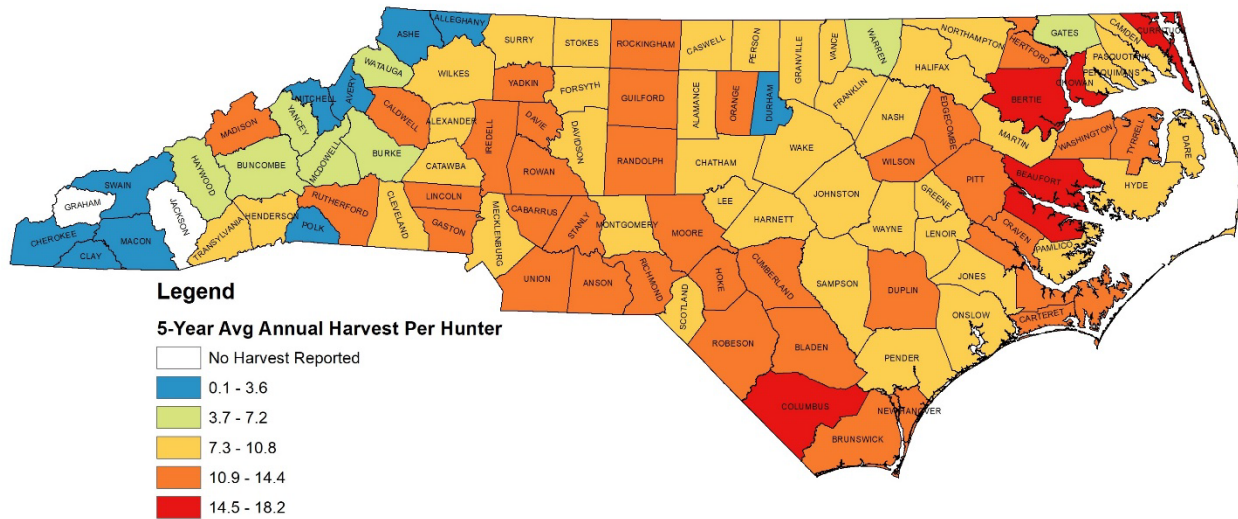 ALLEGHANY
ASHE
SURRY
STOKES
ROCKINGHAM
CASWELL
PERSON
GRANVILLE
VANCE
WARREN
NORTHAMPTON
HERTFORD
GATES
CAMDEN
CURRITUCK
PASQUOTANK
PERQUIMANS
CHOWAN
WATAUGA
WILKES
YADKIN
FORSYTH
GUILFORD
ALAMANCE
ORANGE
DURHAM
FRANKLIN
HALIFAX
NASH
EDGECOMBE
BERTIE
MARTIN
WASHINGTON
TYRRELL
DARE
MITCHELL
AVERY
CALDWELL
ALEXANDER
IREDELL
DAVIE
DAVIDSON
RANDOLPH
CHATHAM
WAKE
WILSON
PITT
BEAUFORT
HYDE
MADISON
YANCEY
MCDOWELL
BURKE
CATAWBA
ROWAN
HAYWOOD
BUNCOMBE
LINCOLN
SWAIN
GRAHAM
JACKSON
RUTHERFORD
CLEVELAND
GASTON
MECKLENBURG
CABARRUS
STANLY
MONTGOMERY
MOORE
LEE
HARNETT
JOHNSTON
WAYNE
GREENE
LENOIR
CRAVEN
PAMLICO
CHEROKEE
CLAY
MACON
TRANSYLVANIA
HENDERSON
POLK
UNION
ANSON
RICHMOND
SCOTLAND
HOKE
CUMBERLAND
SAMPSON
DUPLIN
JONES
ONSLOW
CARTERET
ROBESON
BLADEN
PENDER
COLUMBUS
NEW HANOVER
BRUNSWICK
Legend
5-Year Avg Annual Harvest Per Hunter
No Harvest Reported
0.1 - 3.6
3.7 - 7.2
7.3 - 10.8
10.9 - 14.4
14.5 - 18.2